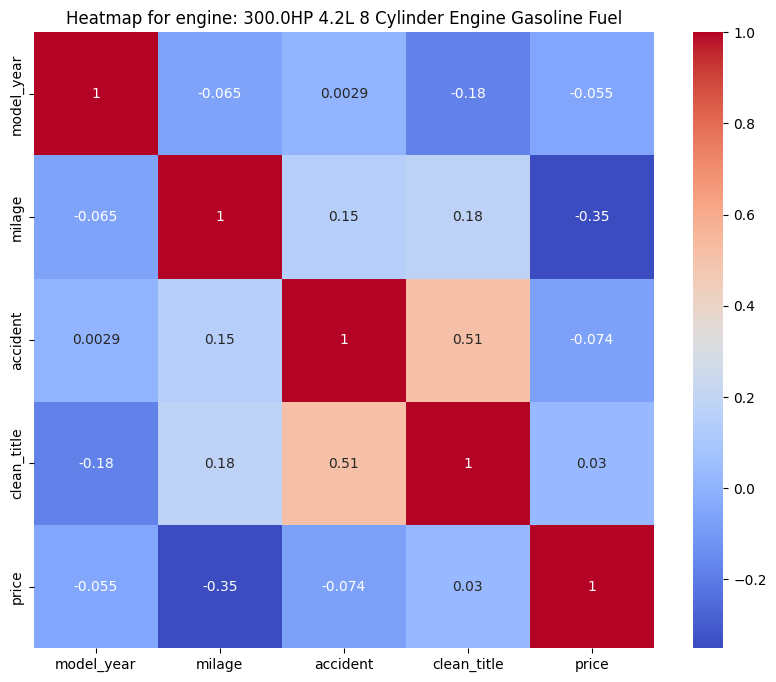 Heatmap for engine: 300.0HP 4.2L 8 Cylinder Engine Gasoline Fuel
model_year 1 -0.065 0.0029 -0.18 -0.055
milage -0.065 1 0.15 0.18 -0.35
accident 0.0029 0.15 1 0.51 -0.074
clean_title -0.18 0.18 0.51 1 0.03
price -0.055 -0.35 -0.074 0.03 1
model_year milage accident clean_title price
1.0
0.8
0.6
0.4
0.2
0.0
−0.2